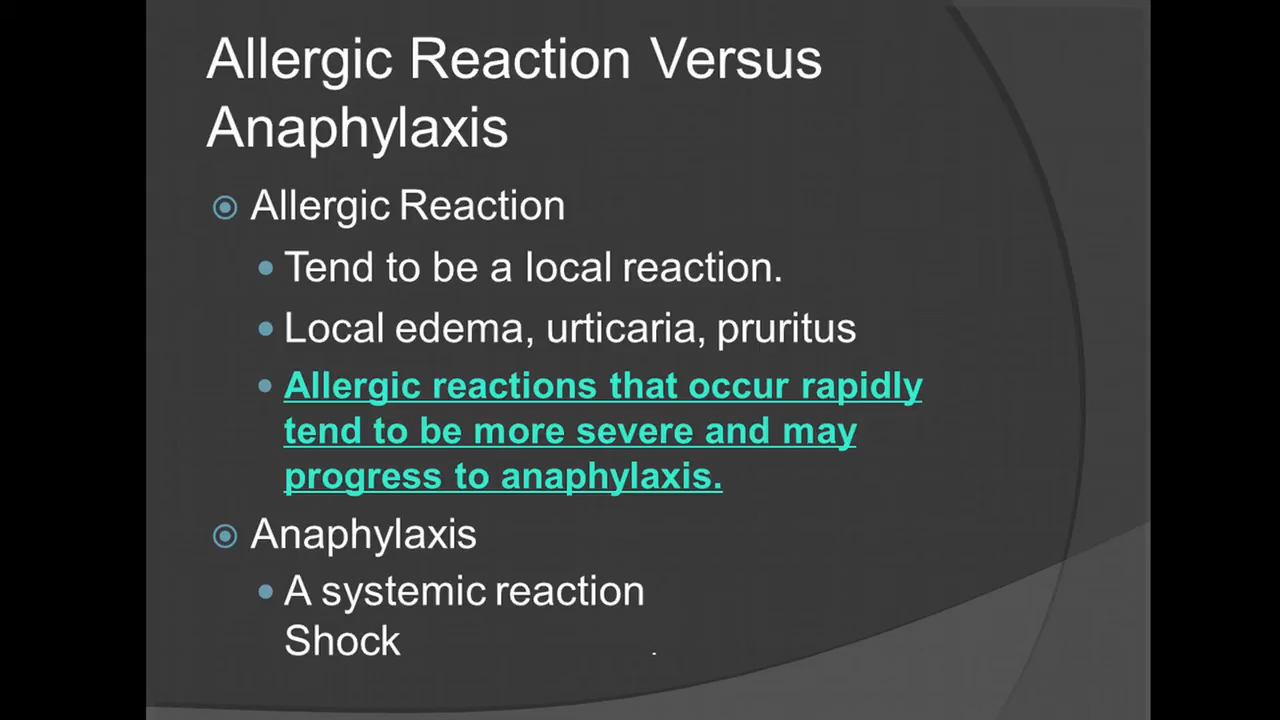 Allergic Reaction Versus
Anaphylaxis
Allergic Reaction
Tend to be a local reaction.
Local edema, urticaria, pruritus
Allergic reactions that occur rapidly
tend to be more severe and may
progress to anaphylaxis.
Anaphylaxis
A systemic reaction
Shock
.